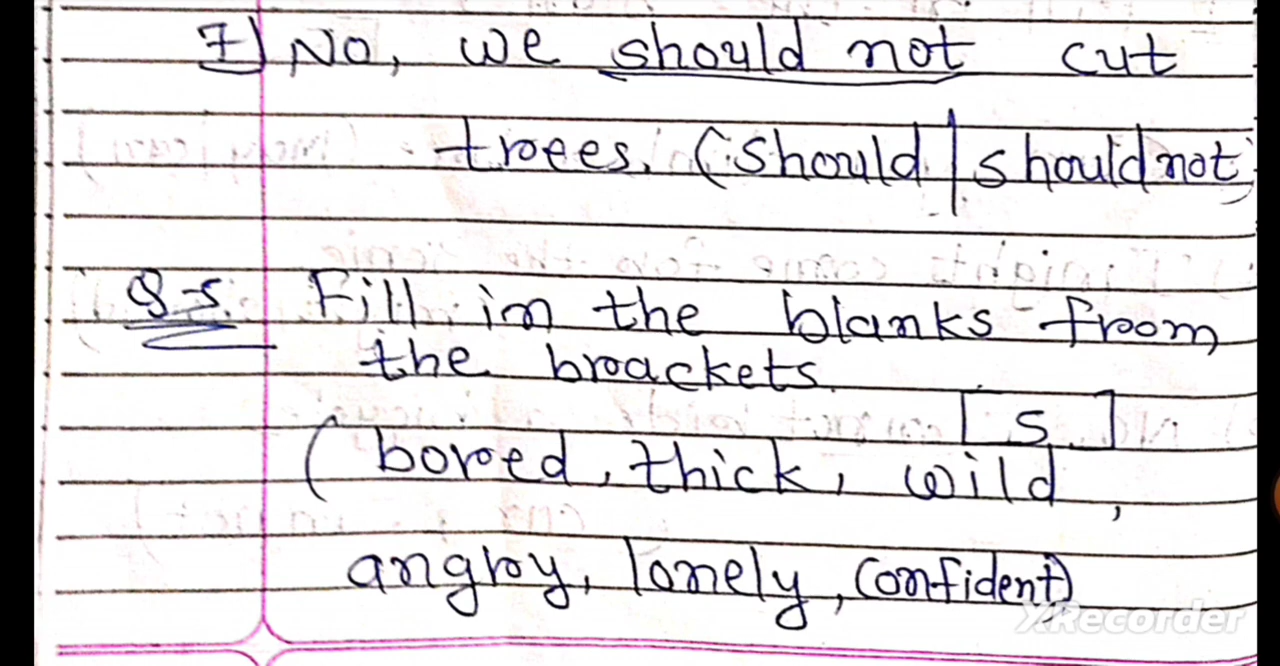 7) No, we should not cut
trees. (should | should not)
Q-5. Fill in the blanks from
the brackets.
[5]
(bored, thick, wild,
angry, lonely, confident)
XRecorder